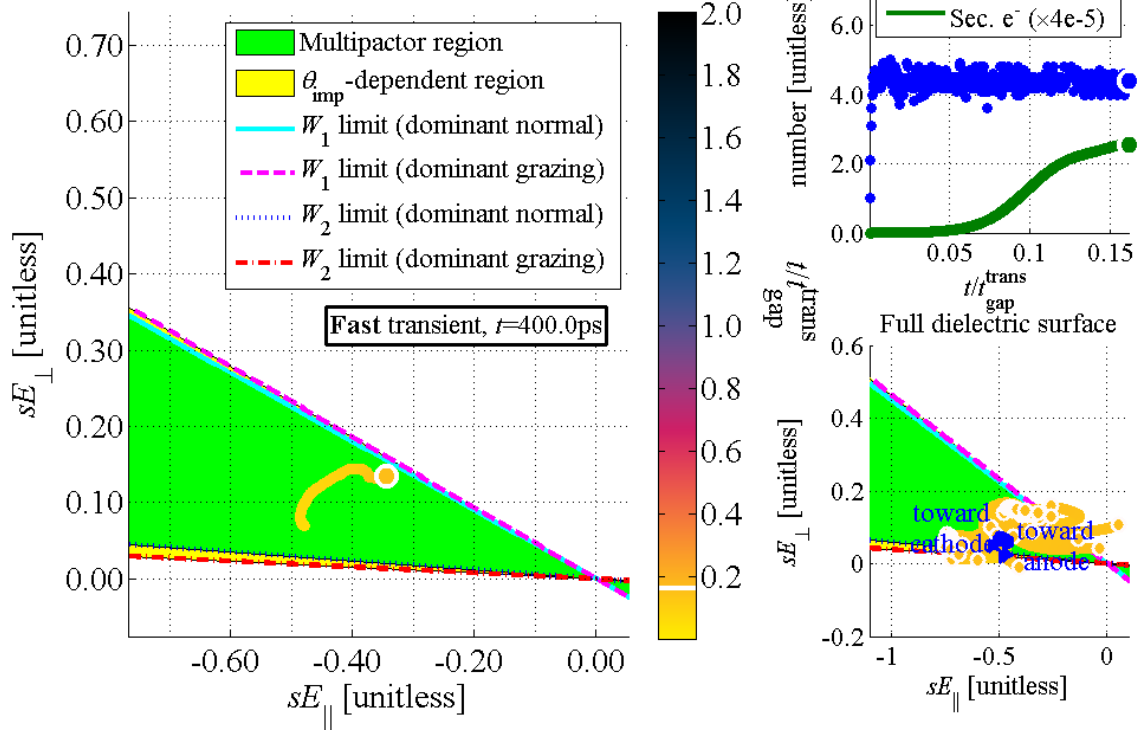 Multipactor region
θimp-dependent region
W1 limit (dominant normal)
W1 limit (dominant grazing)
W2 limit (dominant normal)
W2 limit (dominant grazing)
Fast transient, t=400.0ps
0.70
0.60
0.50
0.40
0.30
0.20
0.10
0.00
sE⊥ [unitless]
-0.60
-0.40
-0.20
0.00
sE|| [unitless]
2.0
1.8
1.6
1.4
1.2
1.0
0.8
0.6
0.4
0.2
t/t trans gap
Sec. e- (×4e-5)
number [unitless]
4.0
2.0
0.0
0.05
0.1
0.15
t/t trans gap
Full dielectric surface
0.6
0.4
0.2
0
-0.2
sE⊥ [unitless]
toward
cathode
toward
anode
-1
-0.5
0
sE|| [unitless]